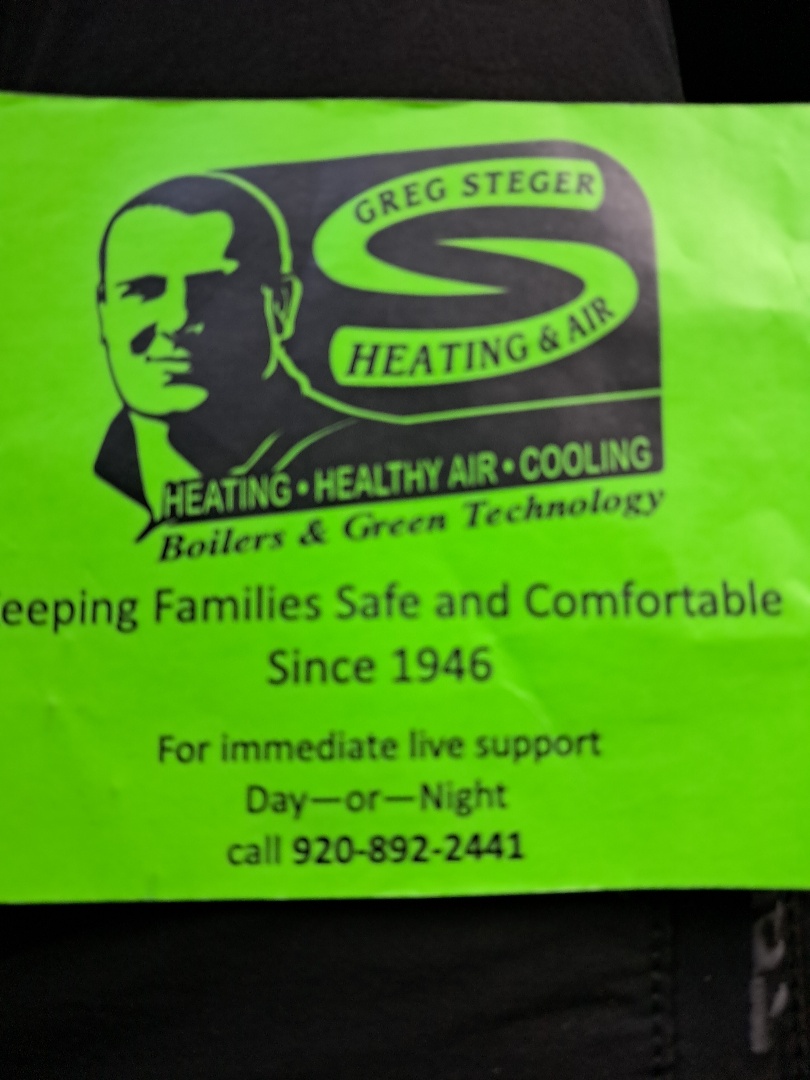 GREG STEGER
HEATING & AIR
HEATING • HEALTHY AIR • COOLING
Boilers & Green Technology
eeping Families Safe and Comfortable
Since 1946
For immediate live support
Day—or—Night
call 920-892-2441